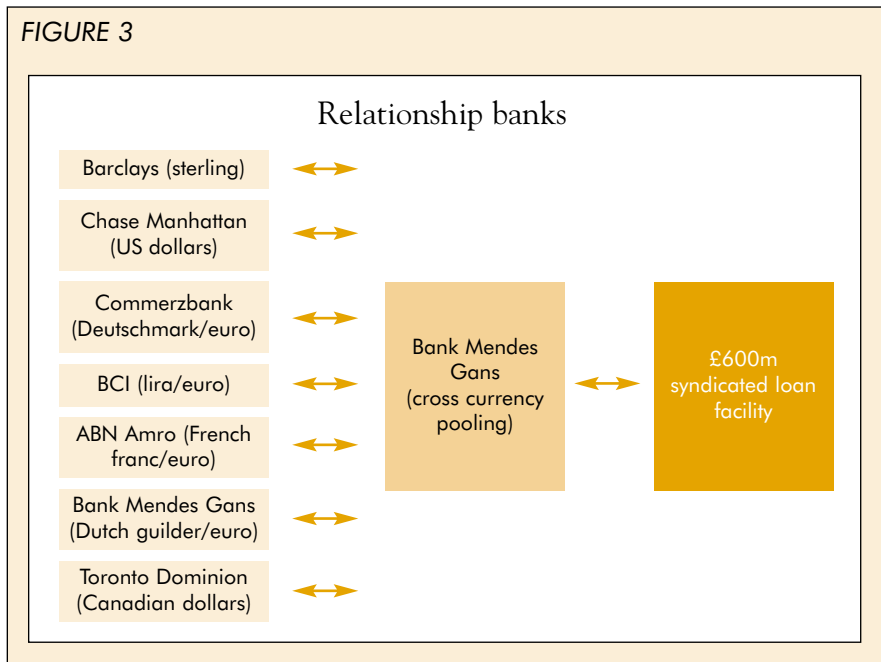 FIGURE 3
Relationship banks
Barclays (sterling)
Chase Manhattan
(US dollars)
Commerzbank
(Deutschmark/euro)
BCI (lira/euro)
ABN Amro (French
franc/euro)
Bank Mendes Gans
(Dutch guilder/euro)
Toronto Dominion
(Canadian dollars)
Bank Mendes
Gans
(cross currency
pooling)
£600m
syndicated loan
facility